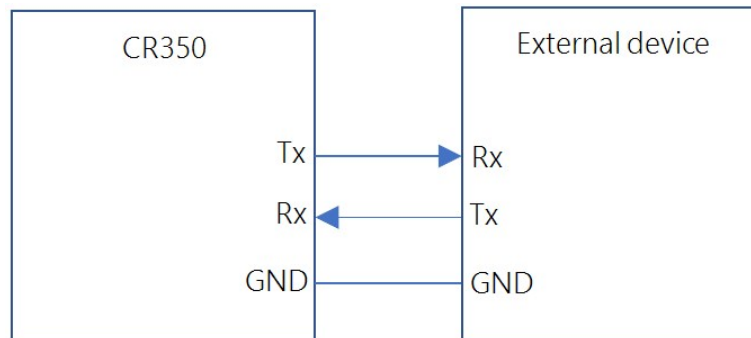 CR350
External device
Tx
Rx
Rx
Tx
GND
GND